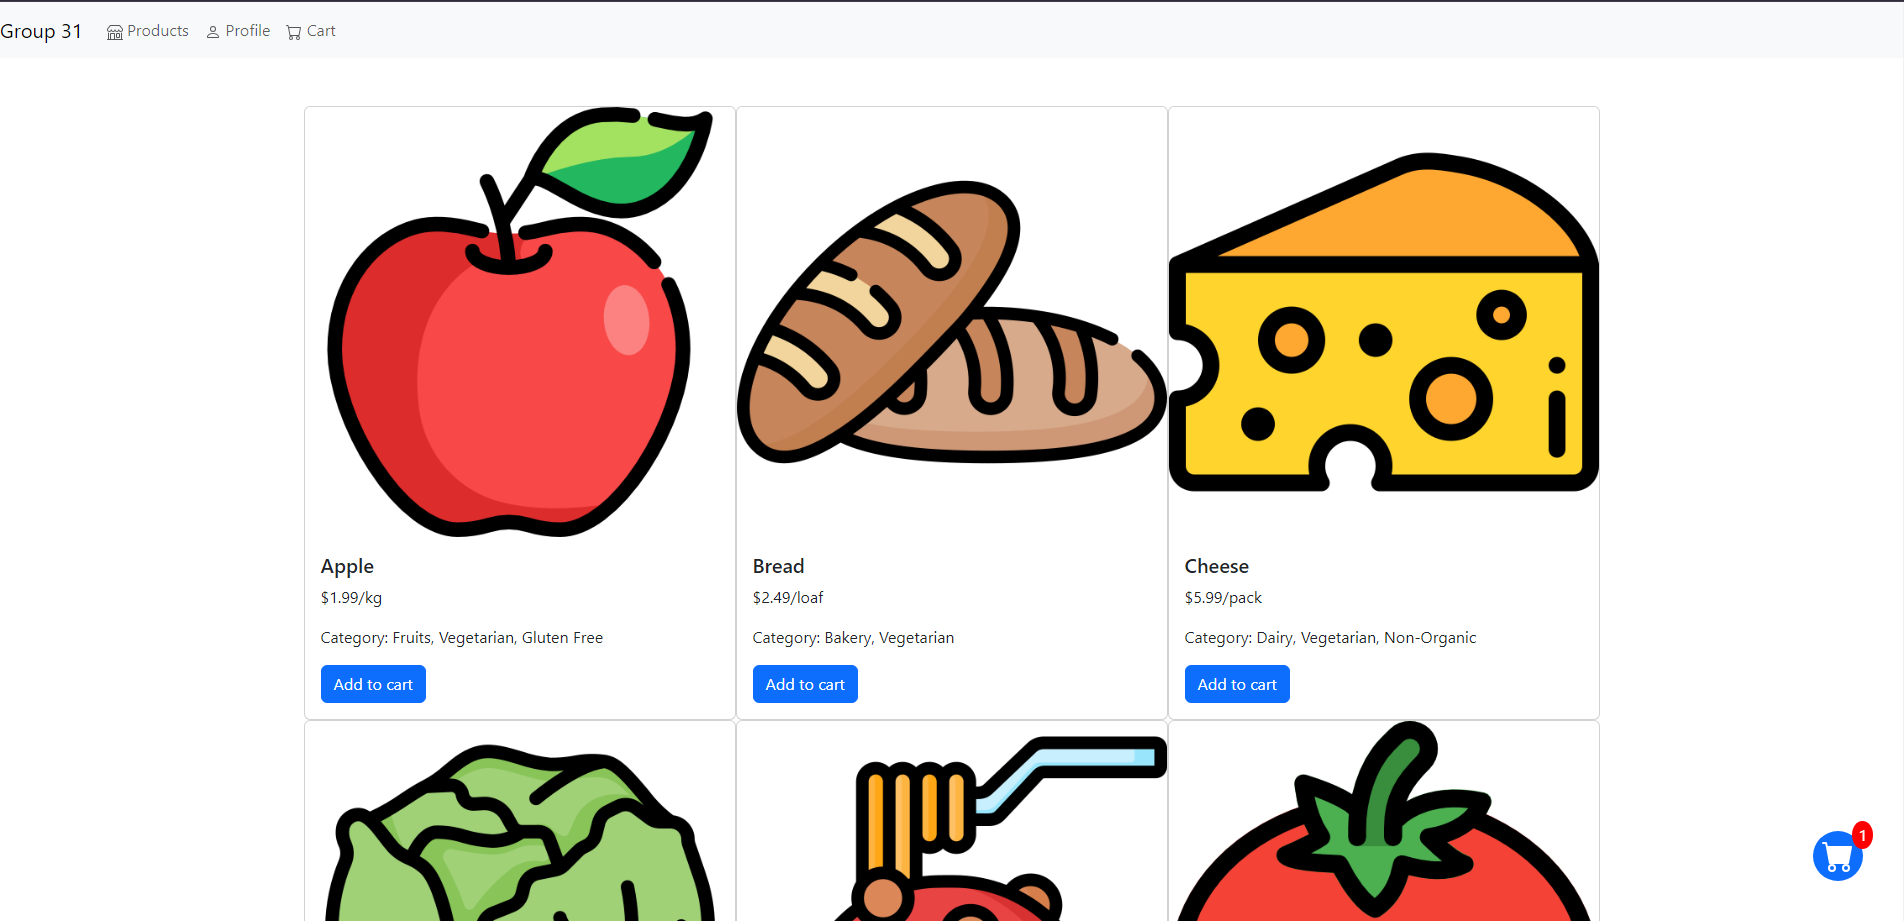 Group 31 Products Profile Cart
Apple
$1.99/kg
Category: Fruits, Vegetarian, Gluten Free
Add to cart
Bread
$2.49/loaf
Category: Bakery, Vegetarian
Add to cart
Cheese
$5.99/pack
Category: Dairy, Vegetarian, Non-Organic
Add to cart
1